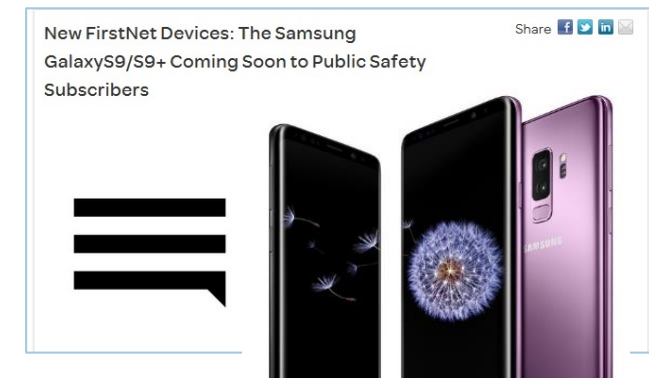 New FirstNet Devices: The Samsung
GalaxyS9/S9+ Coming Soon to Public Safety
Subscribers
Share
SAMSUNG